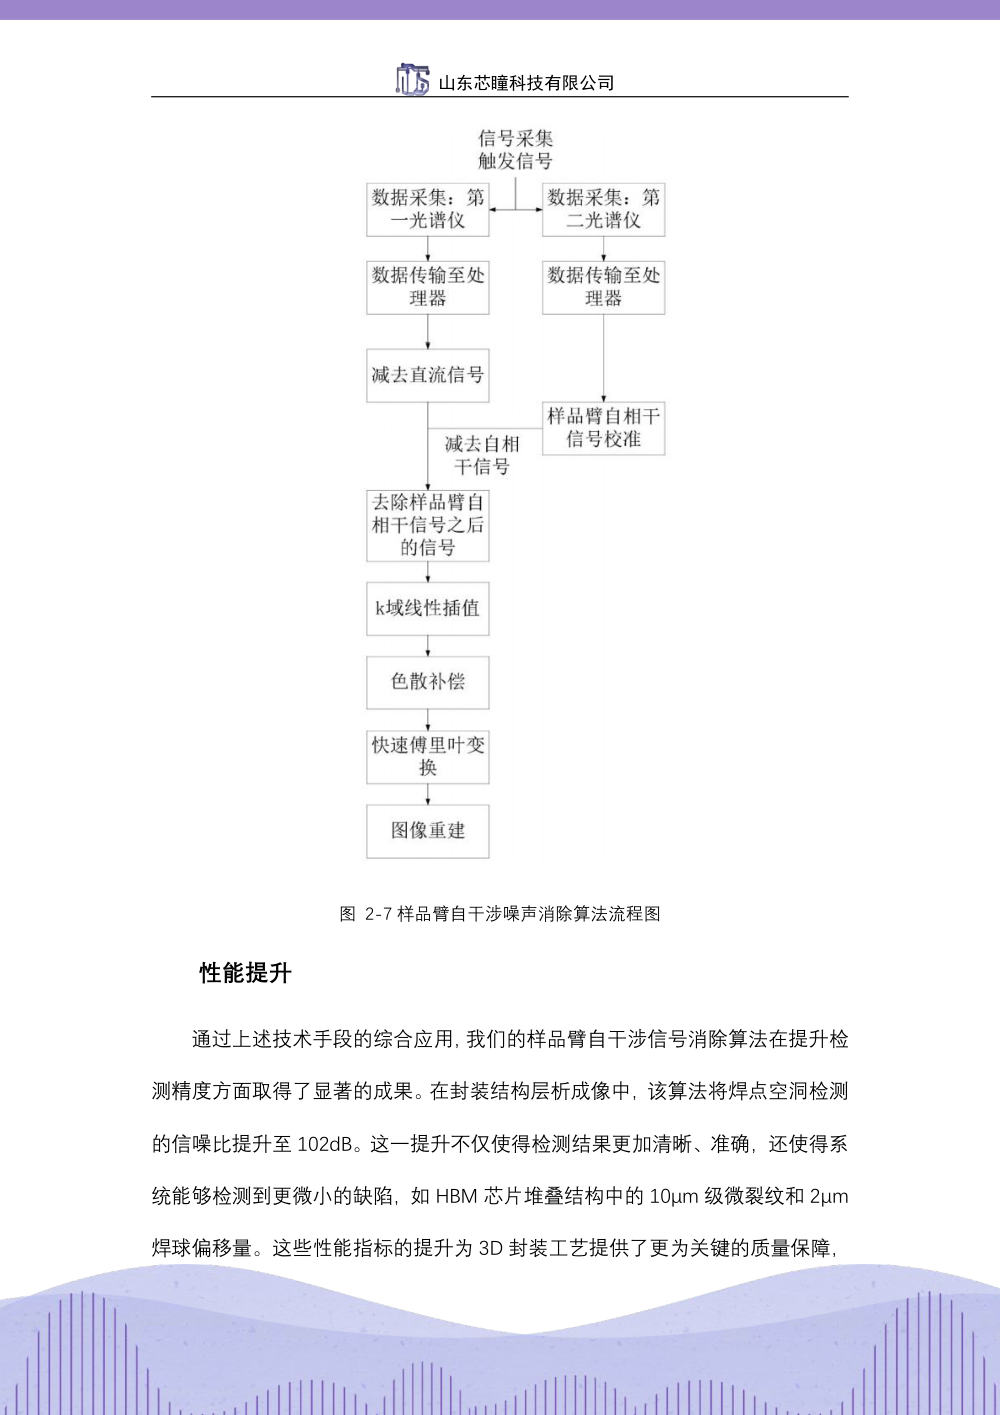 山东芯瞳科技有限公司
信号采集
触发信号
数据采集：第
一光谱仪
数据采集：第
二光谱仪
数据传输至处
理器
数据传输至处
理器
减去直流信号
样品臂自相干
信号校准
减去自相
干信号
去除样品臂自
相干信号之后
的信号
k域线性插值
色散补偿
快速傅里叶变
换
图像重建
图 2-7 样品臂自干涉噪声消除算法流程图
性能提升
通过上述技术手段的综合应用，我们的样品臂自干涉信号消除算法在提升检
测精度方面取得了显著的成果。在封装结构层析成像中，该算法将焊点空洞检测
的信噪比提升至 102dB。这一提升不仅使得检测结果更加清晰、准确，还使得系
统能够检测到更微小的缺陷，如 HBM 芯片堆叠结构中的 10μm 级微裂纹和 2μm
焊球偏移量。这些性能指标的提升为 3D 封装工艺提供了更为关键的质量保障，